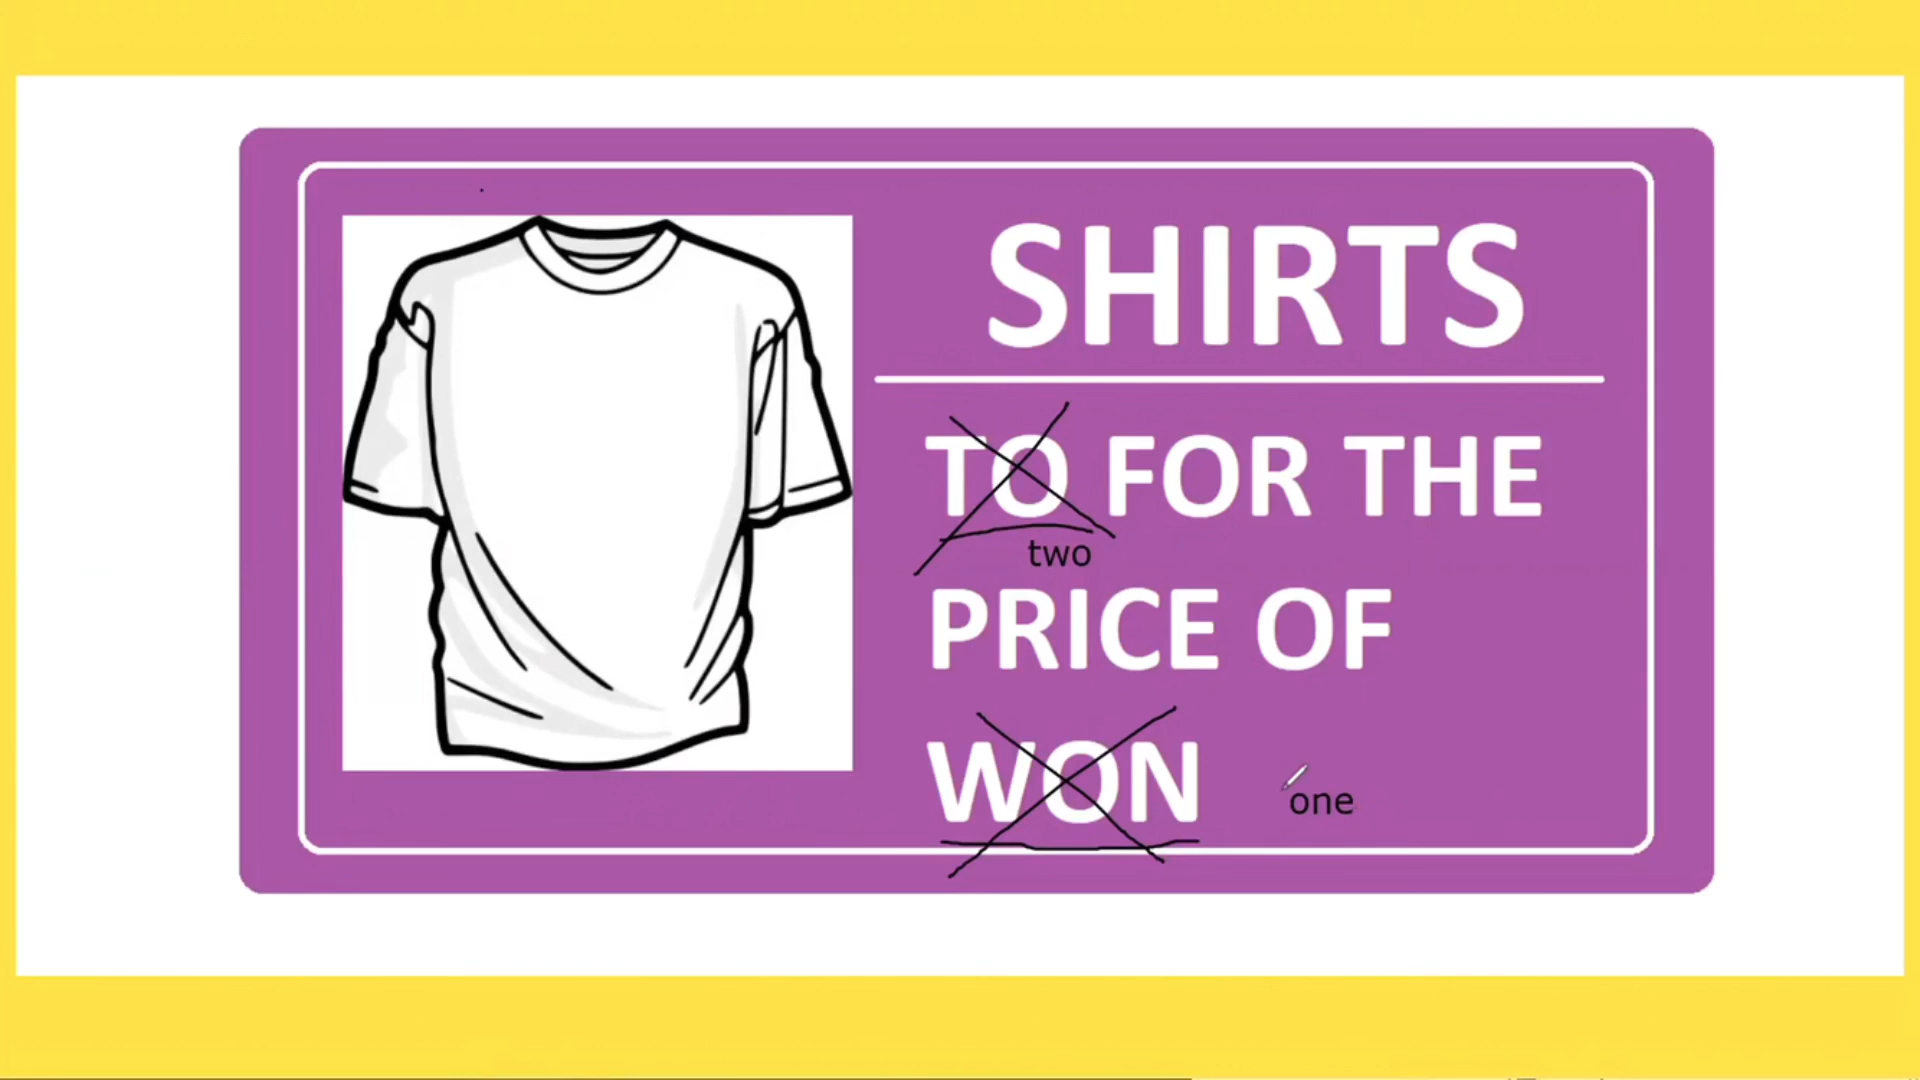 SHIRTS
TO FOR THE
two
PRICE OF
WON
one